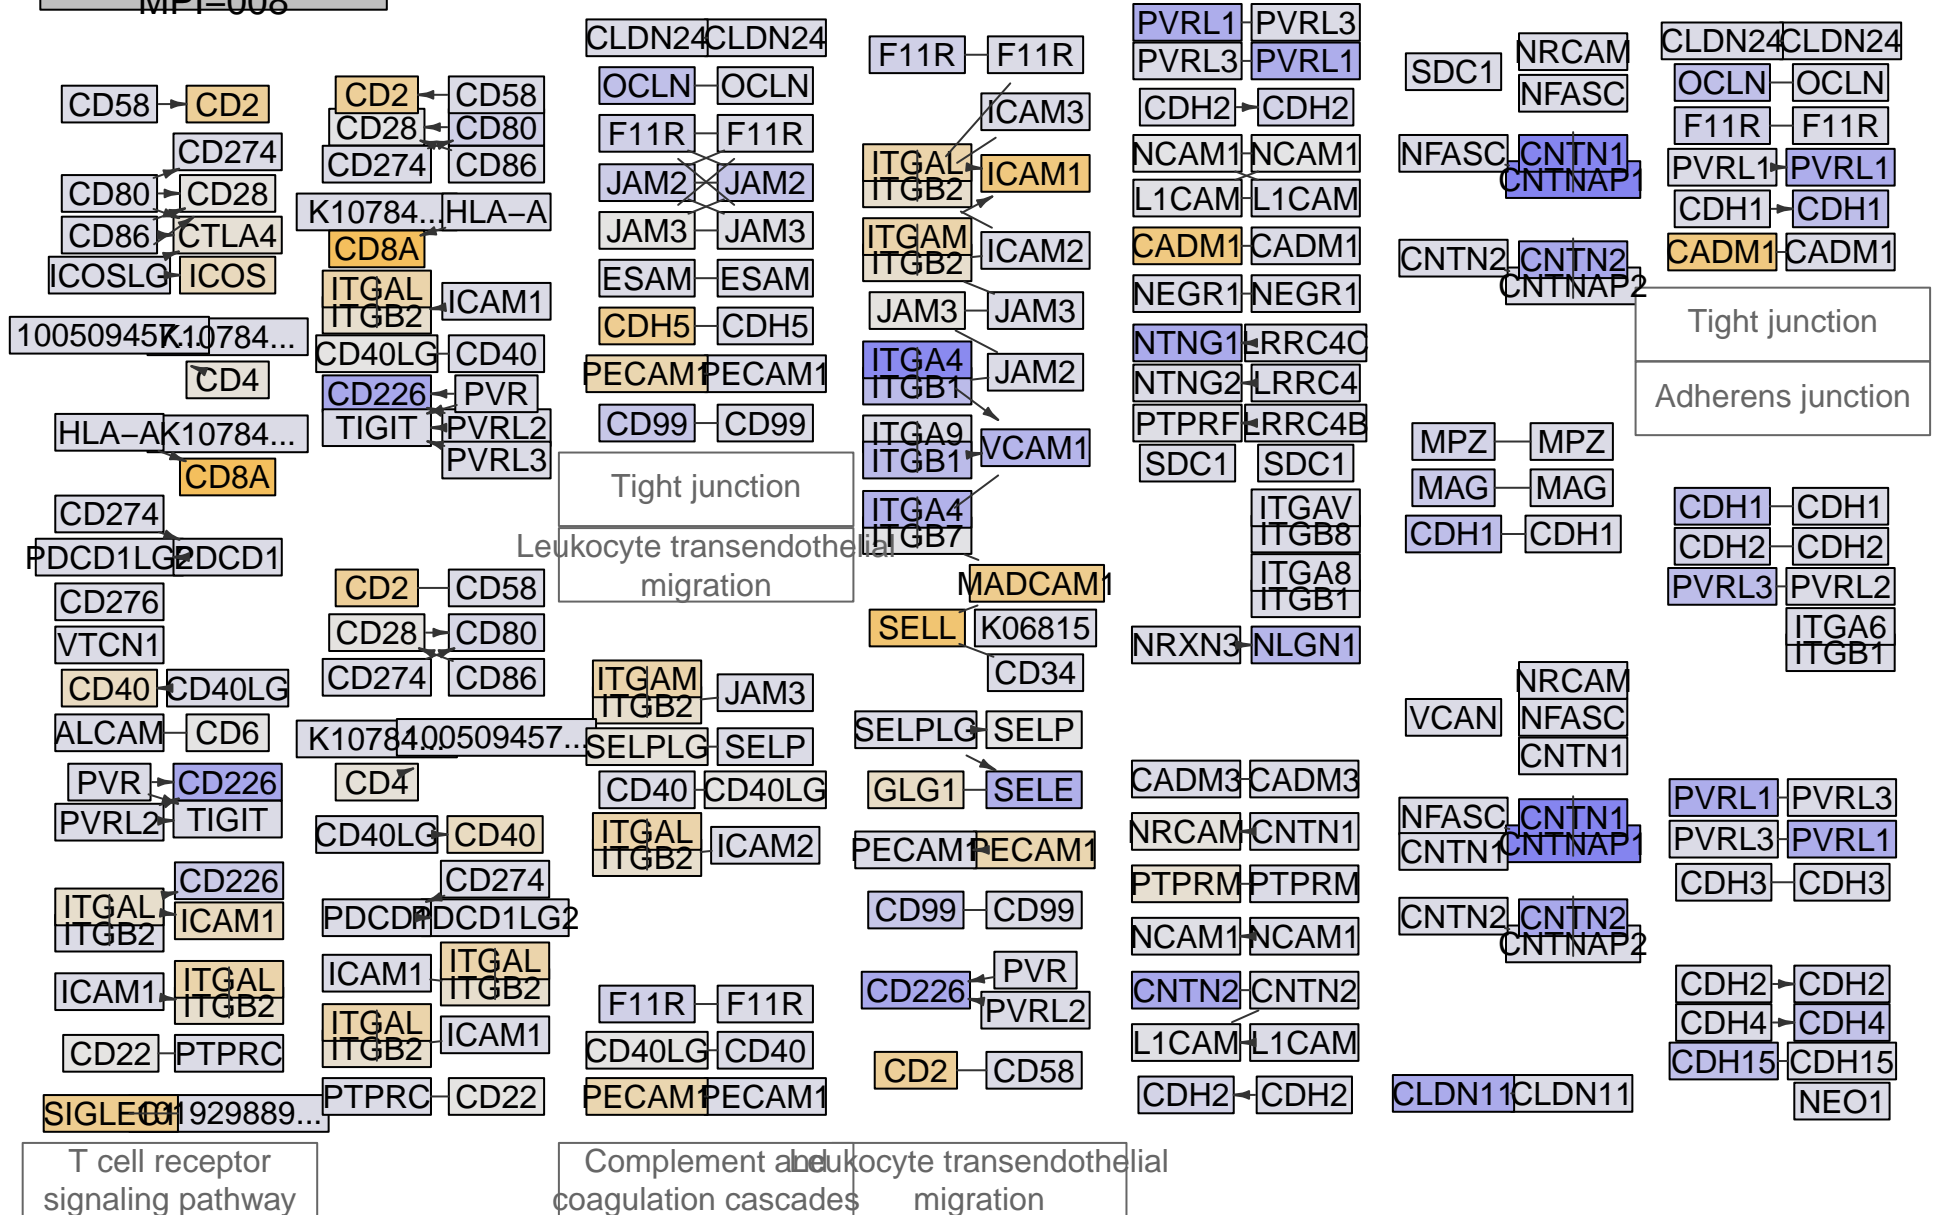 MPI−008
CD58
CD2
CD274
CD80
CD28
CD86
CTLA4
ICOSLG
ICOS
100509457...
K10784...
CD4
HLA−A
K10784...
CD8A
CD274
PDCD1LG2
PDCD1
CD276
VTCN1
CD40
CD40LG
ALCAM
CD6
PVR
CD226
PVRL2
TIGIT
CD226
ITGAL
ITGB2
ICAM1
ICAM1
ITGAL
ITGB2
CD22
PTPRC
T cell receptor
signaling pathway
CD2
CD58
CD28
CD80
CD274
CD86
K10784...
HLA−A
CD8A
ITGAL
ITGB2
ICAM1
CD40LG
CD40
CD226
PVR
TIGIT
PVRL2
PVRL3
CD2
CD58
CD28
CD80
CD274
CD86
K10784...
100509457...
CD4
CD40LG
CD40
CD274
PDCD1LG2
ICAM1
ITGAL
ITGB2
ITGAL
ITGB2
ICAM1
PTPRC
CD22
CLDN24
CLDN24
OCLN
OCLN
F11R
F11R
JAM2
JAM2
JAM3
JAM3
ESAM
ESAM
CDH5
CDH5
PECAM1
PECAM1
CD99
CD99
Tight junction
Leukocyte transendothelial
migration
ITGAM
ITGB2
JAM3
SELPLG
SELP
CD40
CD40LG
ITGAL
ITGB2
ICAM2
F11R
F11R
CD40LG
CD40
PECAM1
PECAM1
Complement and
coagulation cascades
F11R
F11R
ICAM3
ITGAL
ITGB2
ICAM1
ITGAM
ITGB2
ICAM2
JAM3
JAM3
ITGA4
ITGB1
JAM2
ITGA9
ITGB1
VCAM1
ITGA4
ITGB7
MADCAM1
SELL
K06815
CD34
SELPLG
SELP
GLG1
SELE
PECAM1
PECAM1
CD99
CD99
CD226
PVR
PVRL2
CD2
CD58
Leukocyte transendothelial
migration
PVRL1
PVRL3
PVRL3
PVRL1
CDH2
CDH2
NCAM1
NCAM1
L1CAM
L1CAM
CADM1
CADM1
NEGR1
NEGR1
NTNG1
LRRC4C
NTNG2
LRRC4
PTPRF
LRRC4B
SDC1
SDC1
ITGAV
ITGB8
ITGA8
ITGB1
NRXN3
NLGN1
CADM3
CADM3
NRCAM
CNTN1
PTPRM
PTPRM
NCAM1
NCAM1
CNTN2
CNTN2
L1CAM
L1CAM
CDH2
CDH2
SDC1
NRCAM
NFASC
NFASC
CNTN1
CNTNAP1
CNTN2
CNTN2
CNTNAP2
MPZ
MPZ
MAG
MAG
CDH1
CDH1
VCAN
NRCAM
NFASC
CNTN1
NFASC
CNTN1
CNTN1
CNTNAP1
CNTN2
CNTN2
CNTNAP2
CLDN11
CLDN11
CLDN24
CLDN24
OCLN
OCLN
F11R
F11R
PVRL1
PVRL1
CDH1
CDH1
CADM1
CADM1
Tight junction
Adherens junction
CDH1
CDH1
CDH2
CDH2
PVRL3
PVRL2
ITGA6
ITGB1
PVRL1
PVRL3
PVRL3
PVRL1
CDH3
CDH3
CDH2
CDH2
CDH4
CDH4
CDH15
CDH15
NEO1